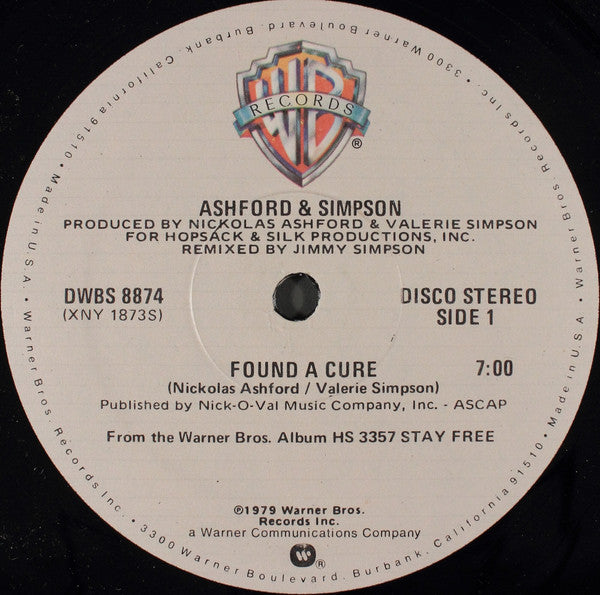 3300 Warner Boulevard, Burbank, California 91510 • Made in U.S.A. • Warner Bros. Records Inc. • 3300 Warner Boulevard, Burbank, California 91510 • Made in U.S.A. • Warner Bros. Records Inc. •
WB
RECORDS
®
ASHFORD & SIMPSON
PRODUCED BY NICKOLAS ASHFORD & VALERIE SIMPSON
FOR HOPSACK & SILK PRODUCTIONS, INC.
REMIXED BY JIMMY SIMPSON
DWBS 8874 DISCO STEREO
(XNY 1873S) SIDE 1
FOUND A CURE 7:00
(Nickolas Ashford / Valerie Simpson)
Published by Nick-O-Val Music Company, Inc. - ASCAP
From the Warner Bros. Album HS 3357 STAY FREE
℗1979 Warner Bros.
Records Inc.
a Warner Communications Company
®